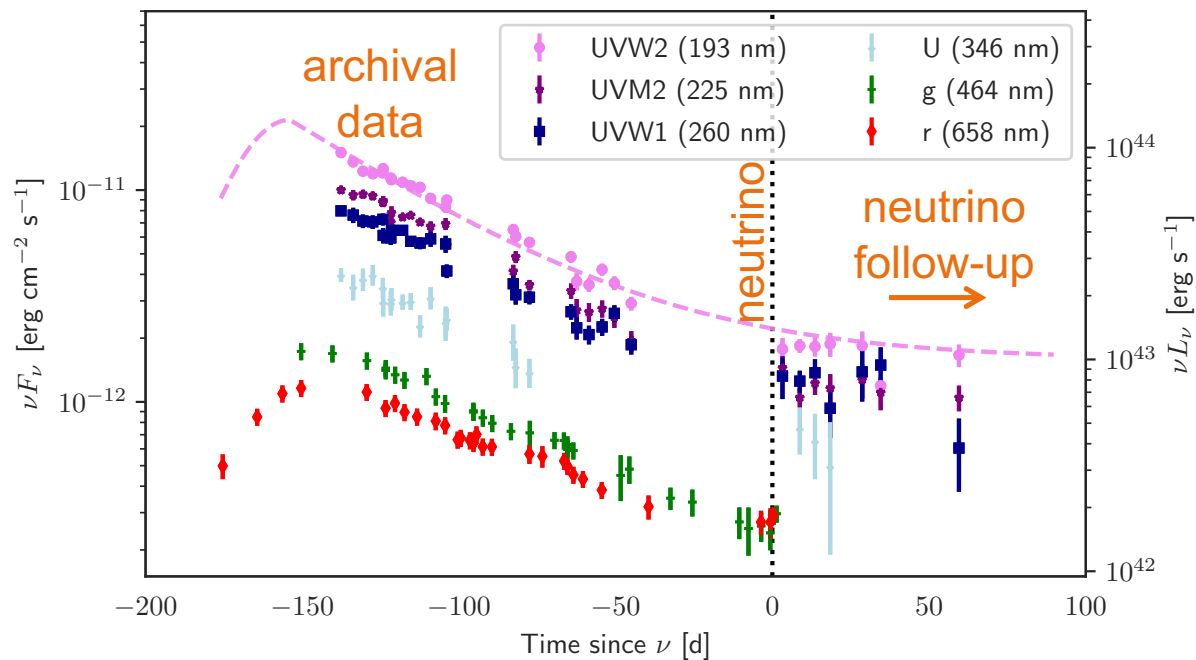 archival
data
UVW2 (193 nm)
UVM2 (225 nm)
UVW1 (260 nm)
U (346 nm)
g (464 nm)
r (658 nm)
neutrino
neutrino
follow-up
10⁻¹¹
10⁻¹²
νFν [erg cm⁻² s⁻¹]
10⁴⁴
10⁴³
10⁴²
νLν [erg s⁻¹]
−200 −150 −100 −50 0 50 100
Time since ν [d]